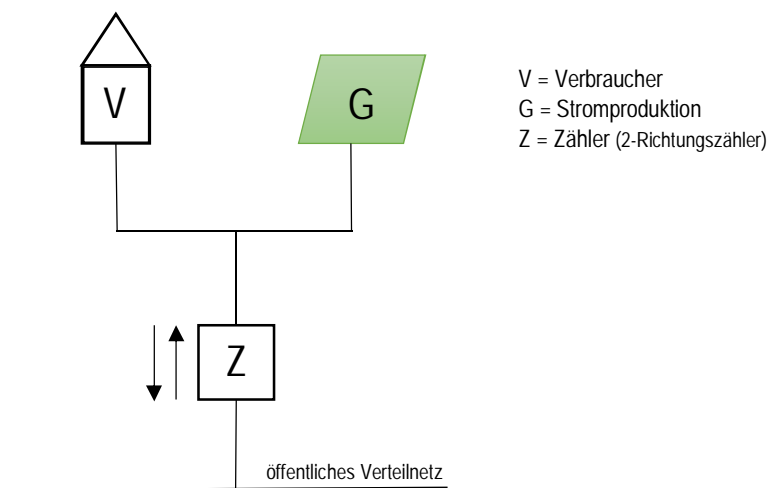 V
G
V = Verbraucher
G = Stromproduktion
Z = Zähler (2-Richtungszähler)
Z
öffentliches Verteilnetz